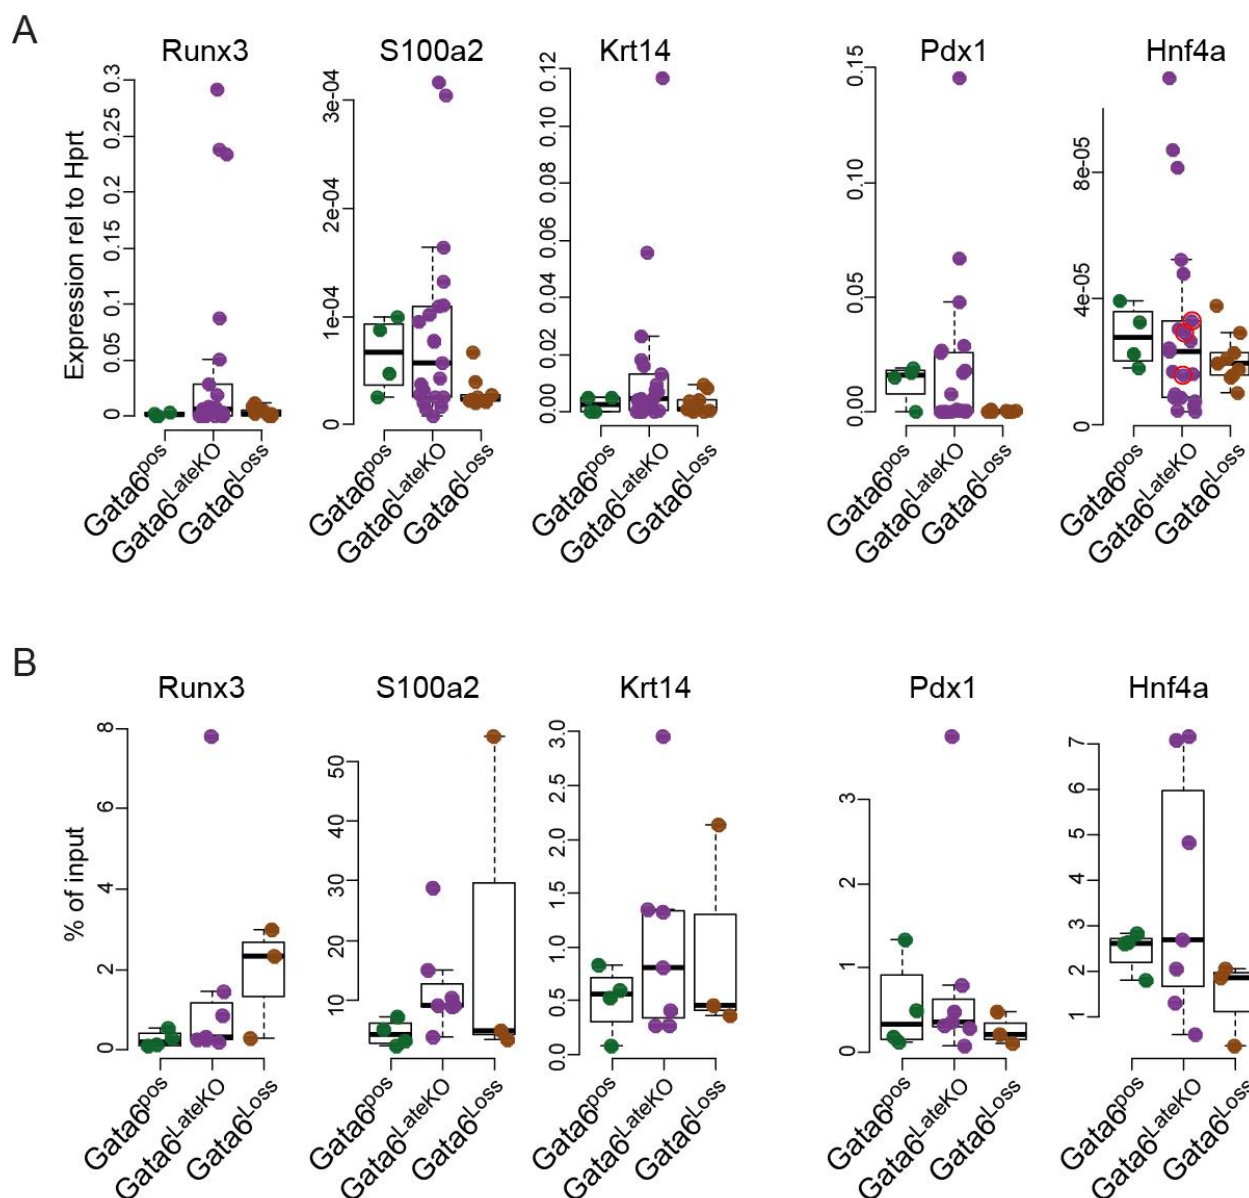 A
Runx3 S100a2 Krt14 Pdx1 Hnf4a
Expression rel to Hprt
0 0.05 0.1 0.15 0.2 0.25 0.3
0 1e-04 2e-04 3e-04
0.00 0.02 0.04 0.06 0.08 0.10 0.12
0.00 0.05 0.10 0.15
0 4e-05 8e-05
Gata6pos Gata6LateKO Gata6Loss
Gata6pos Gata6LateKO Gata6Loss
Gata6pos Gata6LateKO Gata6Loss
Gata6pos Gata6LateKO Gata6Loss
Gata6pos Gata6LateKO Gata6Loss
B
Runx3 S100a2 Krt14 Pdx1 Hnf4a
% of input
0 2 4 6 8
10 20 30 40 50
0.0 0.5 1.0 1.5 2.0 2.5 3.0
0 1 2 3
1 2 3 4 5 6 7
Gata6pos Gata6LateKO Gata6Loss
Gata6pos Gata6LateKO Gata6Loss
Gata6pos Gata6LateKO Gata6Loss
Gata6pos Gata6LateKO Gata6Loss
Gata6pos Gata6LateKO Gata6Loss